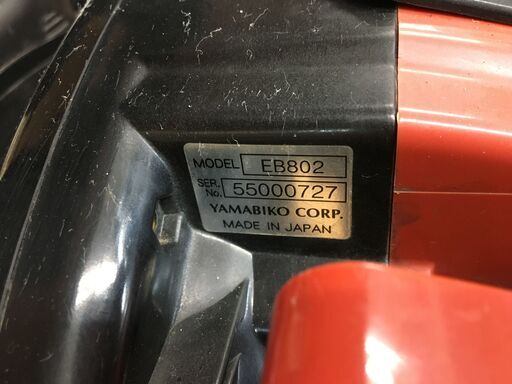 MODEL EB802
SER. No. 55000727
YAMABIKO CORP.
MADE IN JAPAN